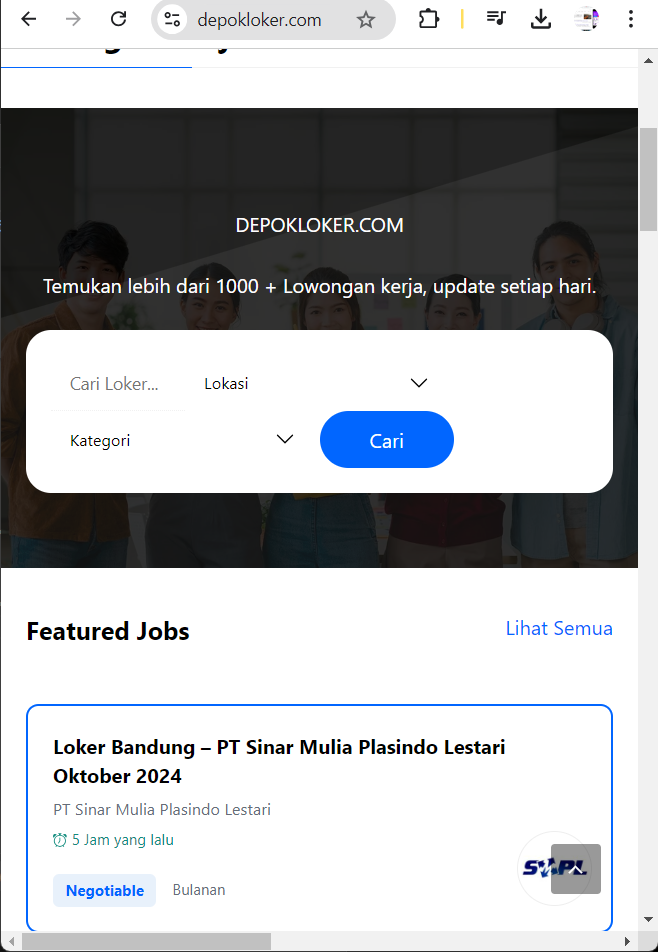 depokloker.com
DEPOKLOKER.COM
Temukan lebih dari 1000 + Lowongan kerja, update setiap hari.
Cari Loker...
Lokasi
Kategori
Cari
Featured Jobs
Lihat Semua
Loker Bandung – PT Sinar Mulia Plasindo Lestari
Oktober 2024
PT Sinar Mulia Plasindo Lestari
5 Jam yang lalu
Negotiable
Bulanan